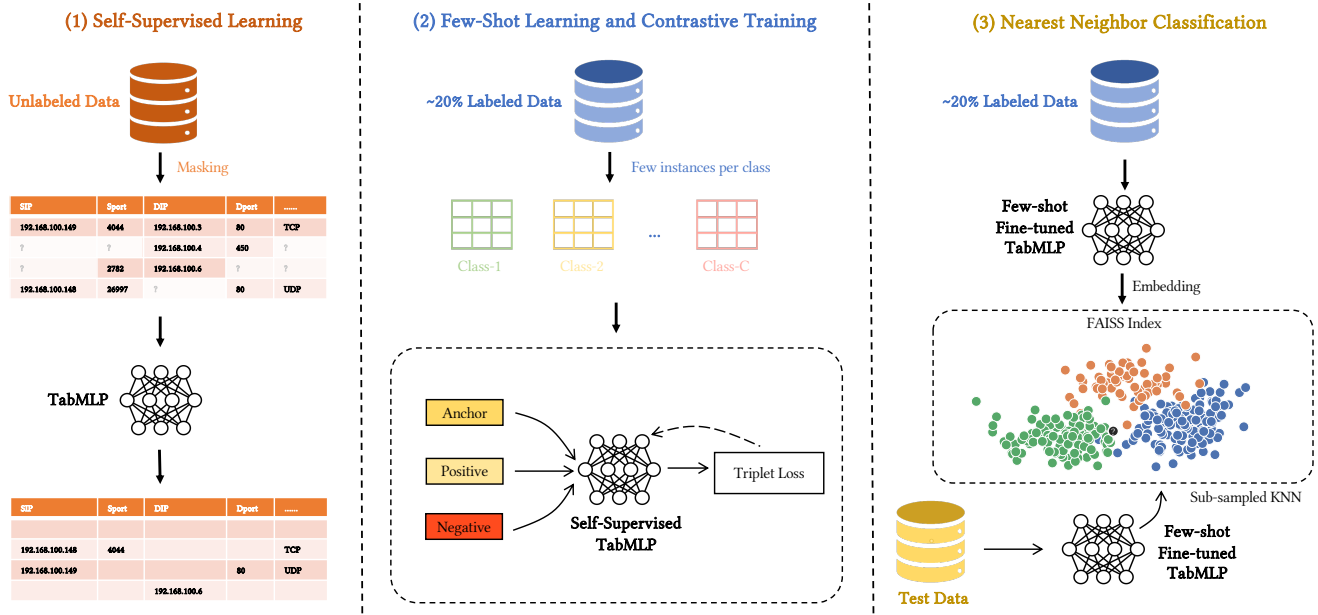 (1) Self-Supervised Learning
Unlabeled Data
Masking
SIP Sport DIP Dport ......
192.168.100.149 4044 192.168.100.3 80 TCP
? ? 192.168.100.4 450 ?
? 2782 192.168.100.6 ? ?
192.168.100.148 26997 ? 80 UDP
TabMLP
SIP Sport DIP Dport ......
192.168.100.148 4044 TCP
192.168.100.149 80 UDP
192.168.100.6
(2) Few-Shot Learning and Contrastive Training
~20% Labeled Data
Few instances per class
...
Class-1 Class-2 Class-C
Anchor
Positive
Negative
Self-Supervised
TabMLP
Triplet Loss
(3) Nearest Neighbor Classification
~20% Labeled Data
Few-shot
Fine-tuned
TabMLP
Embedding
FAISS Index
?
Sub-sampled KNN
Test Data
Few-shot
Fine-tuned
TabMLP